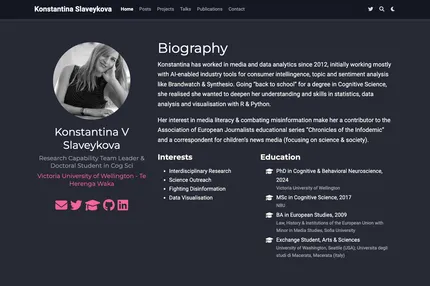 Konstantina Slaveykova
Home Posts Projects Talks Publications Contact
Konstantina V
Slaveykova
Research Capability Team Leader &
Doctoral Student in Cog Sci
Victoria University of Wellington - Te
Herenga Waka
Biography
Konstantina has worked in media and data analytics since 2012, initially working mostly
with AI-enabled industry tools for consumer intellingence, topic and sentiment analysis
like Brandwatch & Synthesio. Going "back to school" for a degree in Cognitive Science,
she realised she wanted to deepen her understanding and skills in statistics, data
analysis and visualisation with R & Python.
Her interest in media literacy & combating misinformation make her a contributor to the
Association of European Journalists educational series "Chronicles of the Infodemic"
and a correspondent for children's news media (focusing on science & society).
Interests
Interdisciplinary Research
Science Outreach
Fighting Disinformation
Data Visualisation
Education
PhD in Cognitive & Behavioral Neuroscience,
2024
Victoria University of Wellington
MSc in Cognitive Science, 2017
NBU
BA in European Studies, 2009
Law, History & Institutions of the European Union with
Minor in Media Studies, Sofia University
Exchange Student, Arts & Sciences
University of Washington, Seattle (USA); Universita degli
studi di Macerata, Macerata (Italy)